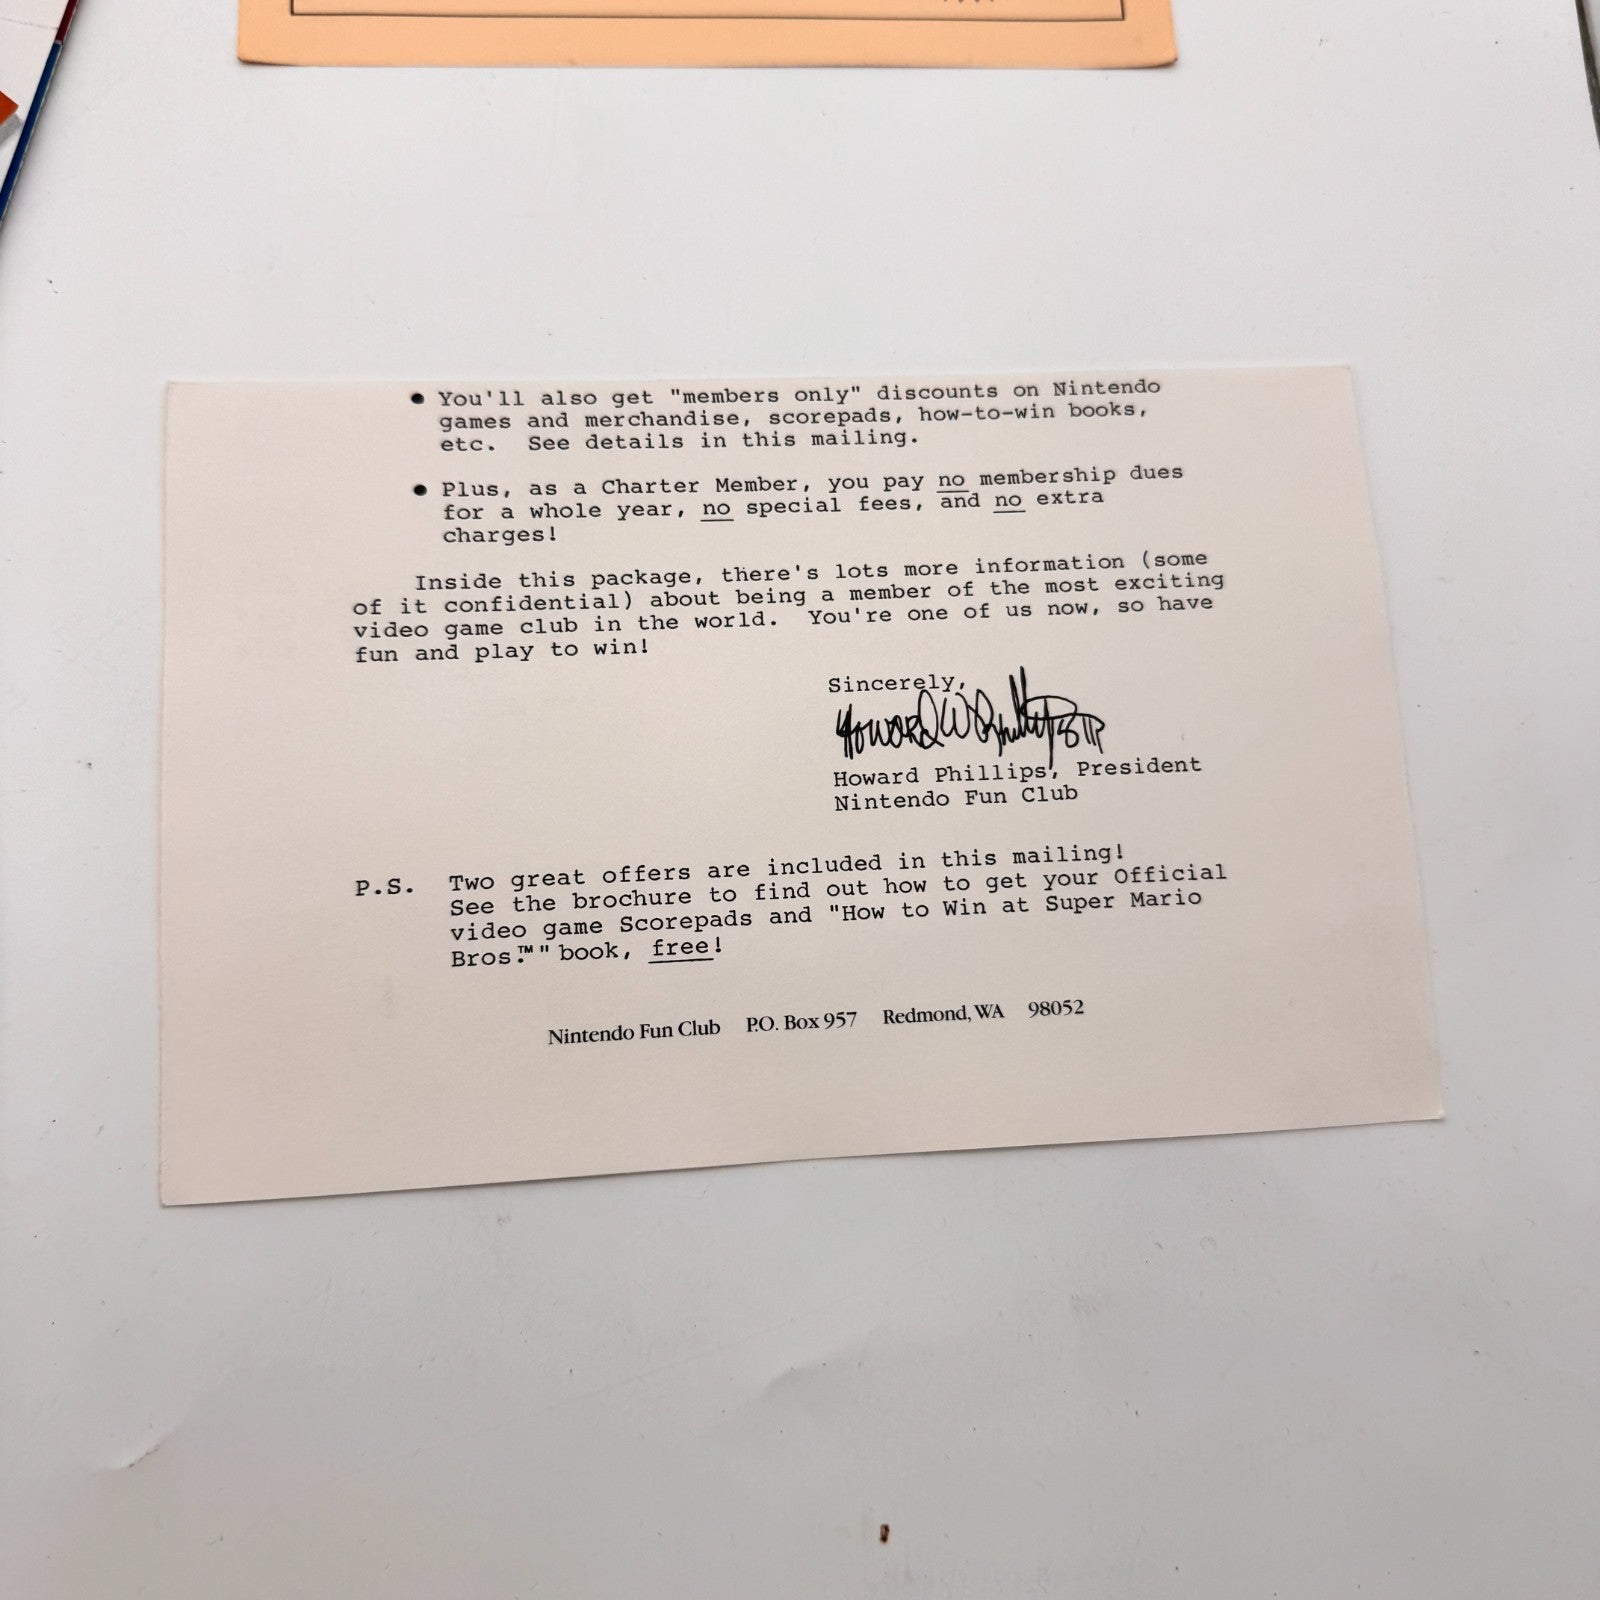 ● You'll also get "members only" discounts on Nintendo
games and merchandise, scorepads, how-to-win books,
etc. See details in this mailing.
● Plus, as a Charter Member, you pay no membership dues
for a whole year, no special fees, and no extra
charges!
Inside this package, there's lots more information (some
of it confidential) about being a member of the most exciting
video game club in the world. You're one of us now, so have
fun and play to win!
Sincerely,
Howard W Phillips III
Howard Phillips, President
Nintendo Fun Club
P.S. Two great offers are included in this mailing!
See the brochure to find out how to get your Official
video game Scorepads and "How to Win at Super Mario
Bros.™" book, free!
Nintendo Fun Club P.O. Box 957 Redmond, WA 98052